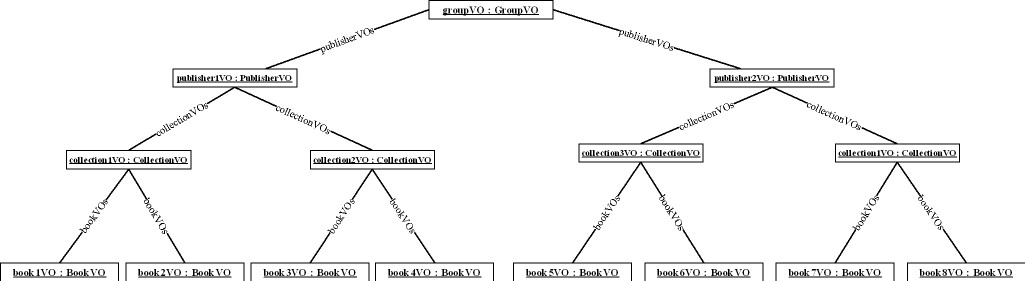 groupVO : GroupVO
publisherVOs
publisherVOs
publisher1VO : PublisherVO
publisher2VO : PublisherVO
collectionVOs
collectionVOs
collectionVOs
collectionVOs
collection1VO : CollectionVO
collection2VO : CollectionVO
collection3VO : CollectionVO
collection1VO : CollectionVO
bookVOs
bookVOs
bookVOs
bookVOs
bookVOs
bookVOs
bookVOs
bookVOs
book1VO : BookVO
book2VO : BookVO
book3VO : BookVO
book4VO : BookVO
book5VO : BookVO
book6VO : BookVO
book7VO : BookVO
book8VO : BookVO